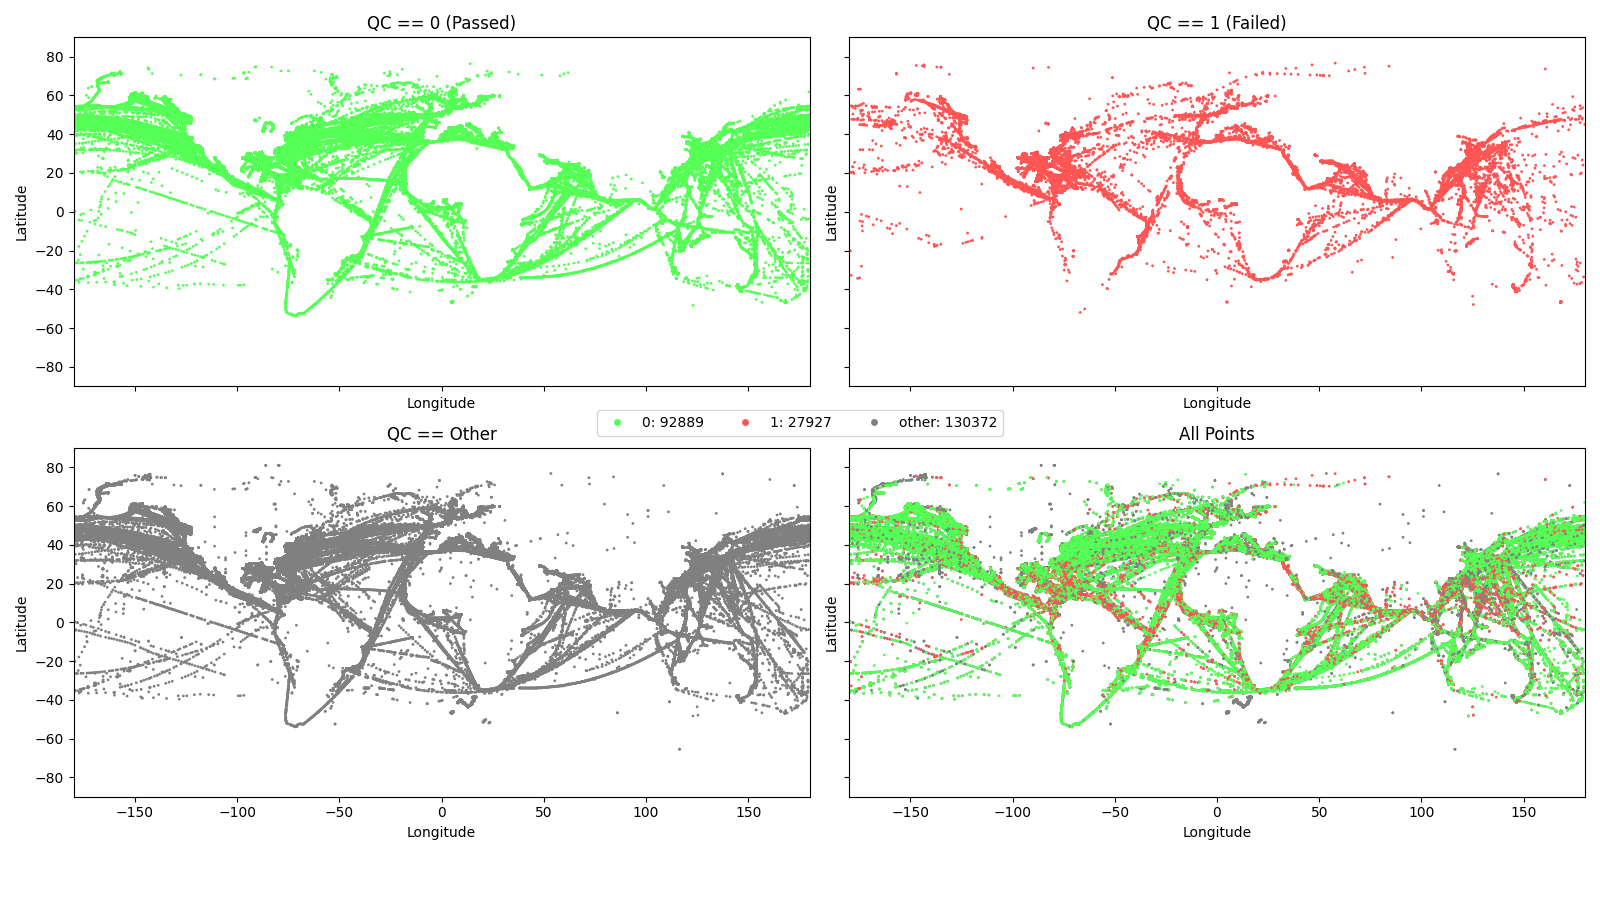 QC == 0 (Passed)
QC == 1 (Failed)
80
60
40
20
0
−20
−40
−60
−80
Latitude
Latitude
Longitude
Longitude
0: 92889
1: 27927
other: 130372
QC == Other
All Points
80
60
40
20
0
−20
−40
−60
−80
Latitude
Latitude
−150
−100
−50
0
50
100
150
−150
−100
−50
0
50
100
150
Longitude
Longitude